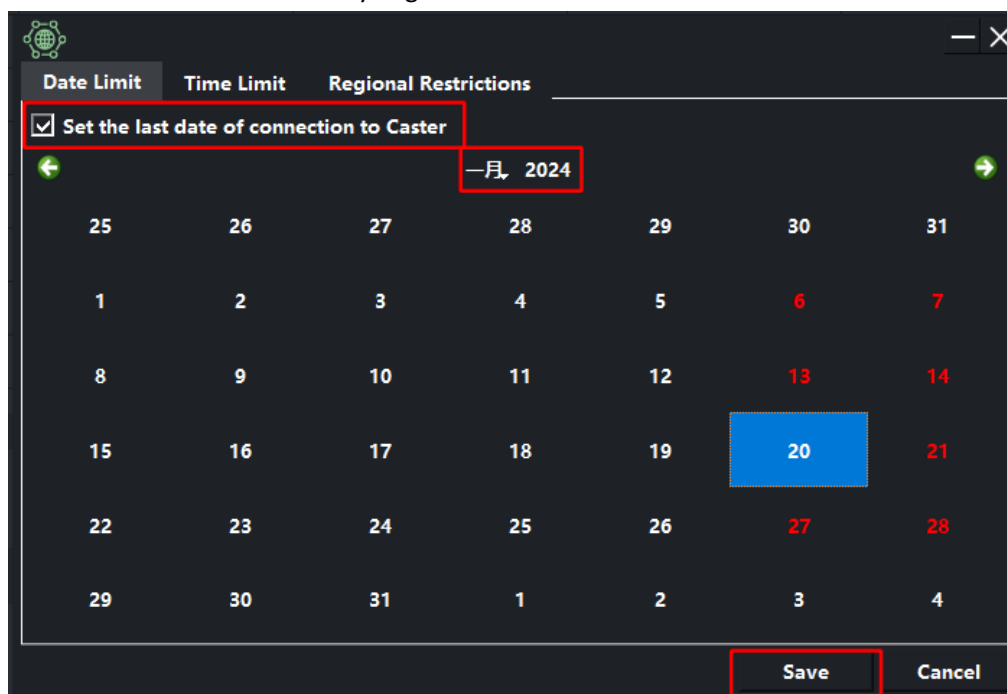 Date Limit Time Limit Regional Restrictions
Set the last date of connection to Caster
一月, 2024
25 26 27 28 29 30 31
1 2 3 4 5 6 7
8 9 10 11 12 13 14
15 16 17 18 19 20 21
22 23 24 25 26 27 28
29 30 31 1 2 3 4
Save Cancel